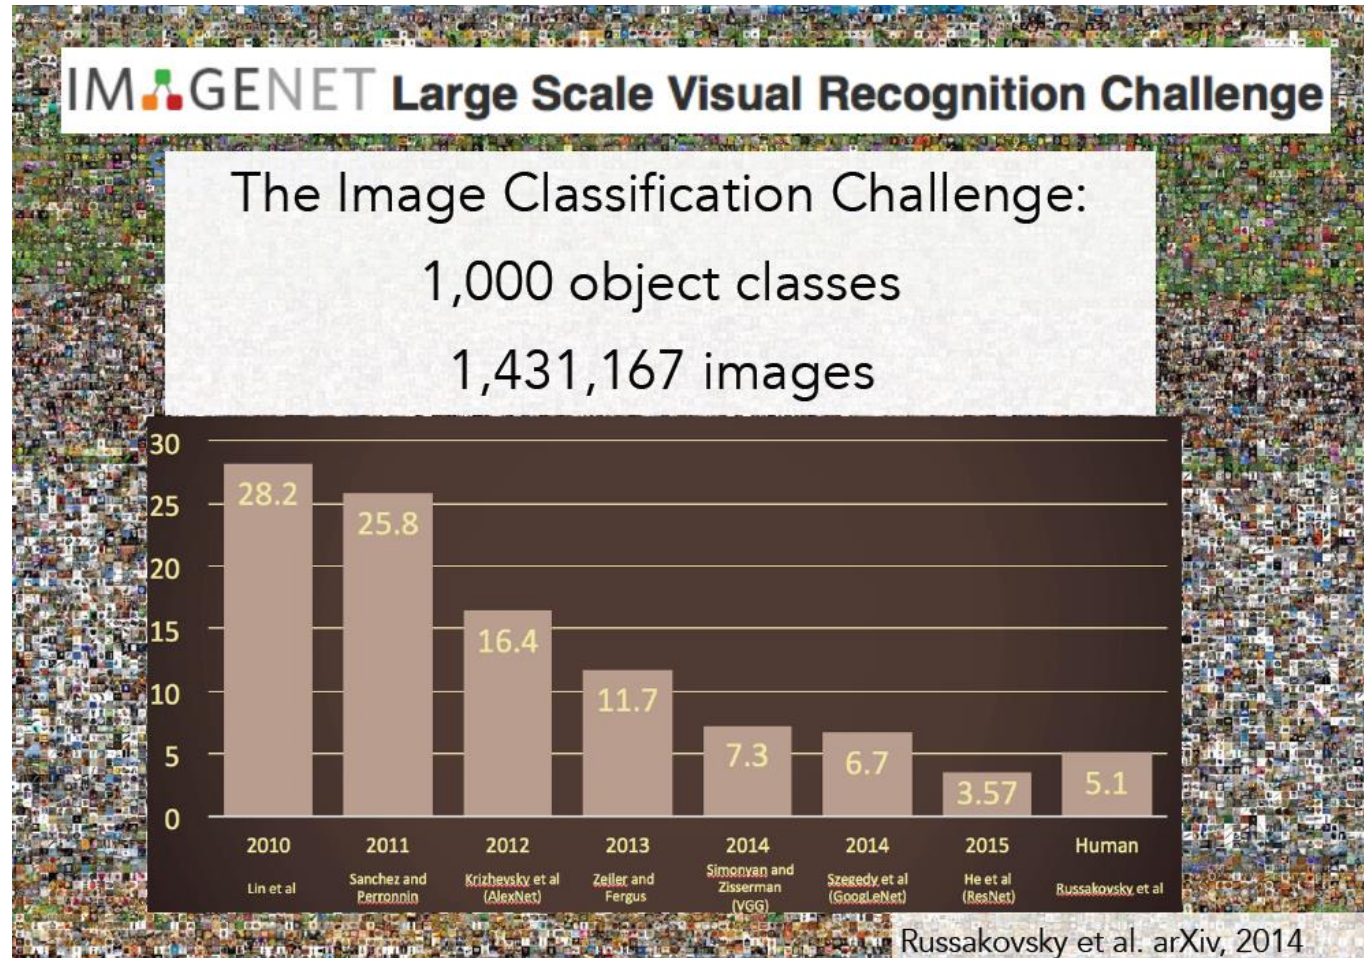 IMAGENET Large Scale Visual Recognition Challenge
The Image Classification Challenge:
1,000 object classes
1,431,167 images
30
25
20
15
10
5
0
28.2
25.8
16.4
11.7
7.3
6.7
3.57
5.1
2010
Lin et al
2011
Sanchez and
Perronnin
2012
Krizhevsky et al
(AlexNet)
2013
Zeiler and
Fergus
2014
Simonyan and
Zisserman
(VGG)
2014
Szegedy et al
(GoogLeNet)
2015
He et al
(ResNet)
Human
Russakovsky et al
Russakovsky et al. arXiv, 2014